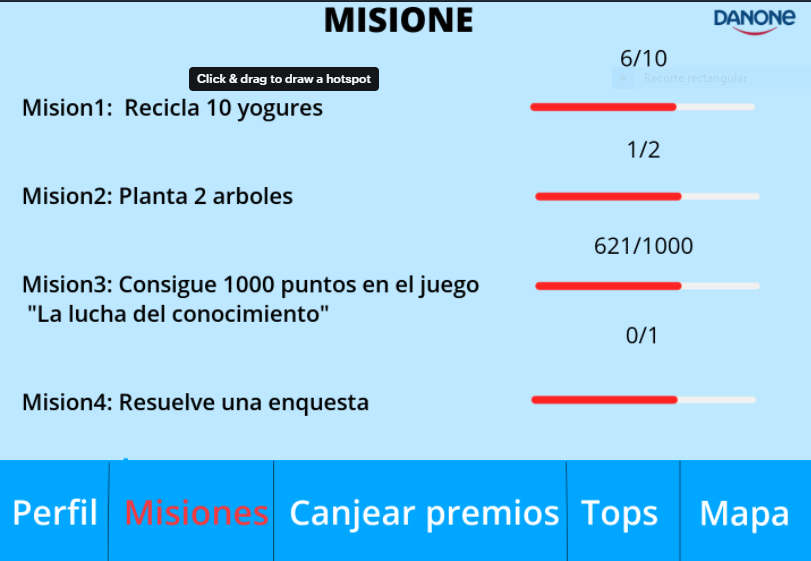 MISIONE
DANONE
6/10
Click & drag to draw a hotspot
Recorte rectangular
Mision1: Recicla 10 yogures
1/2
Mision2: Planta 2 arboles
621/1000
Mision3: Consigue 1000 puntos en el juego
"La lucha del conocimiento"
0/1
Mision4: Resuelve una enquesta
Perfil Misiones Canjear premios Tops Mapa